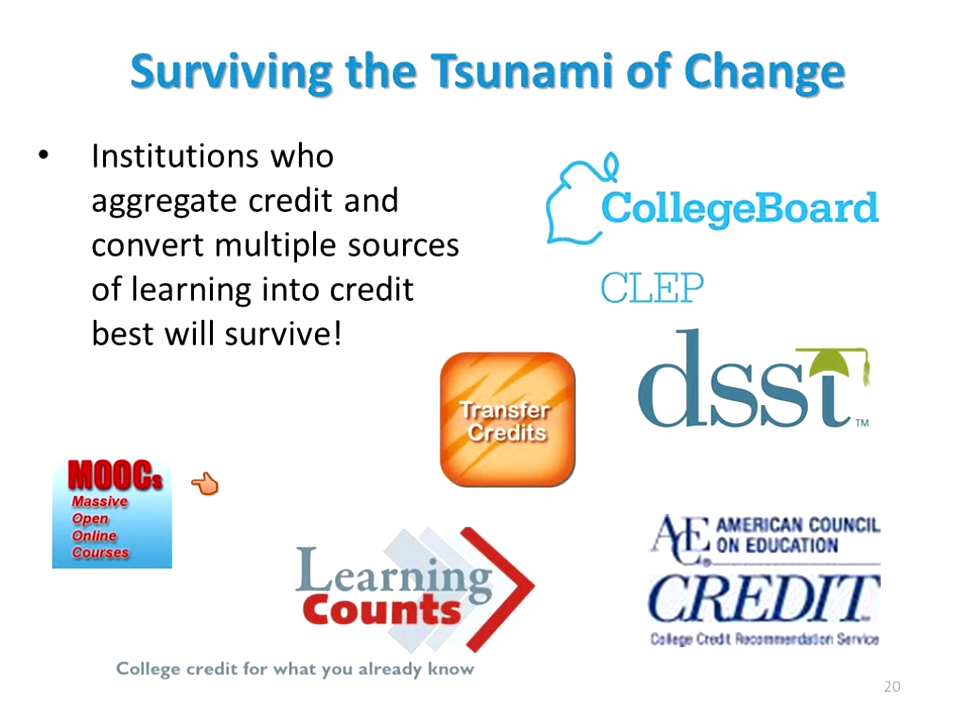 Surviving the Tsunami of Change
• Institutions who
aggregate credit and
convert multiple sources
of learning into credit
best will survive!
CollegeBoard
CLEP
dsst™
Transfer
Credits
MOOCs
Massive
Open
Online
Courses
Learning
Counts
College credit for what you already know
ACE AMERICAN COUNCIL
ON EDUCATION
®
CREDIT
College Credit Recommendation Service
20